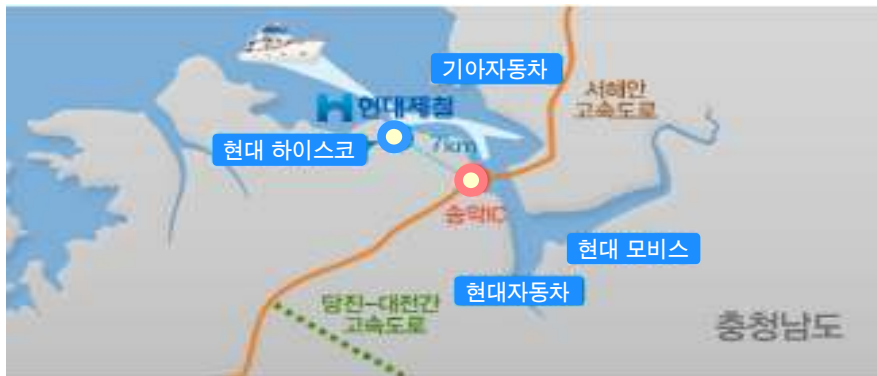 기아자동차
서해안
고속도로
현대제철
현대 하이스코
7km
송악IC
현대 모비스
현대자동차
당진-대전간
고속도로
충청남도